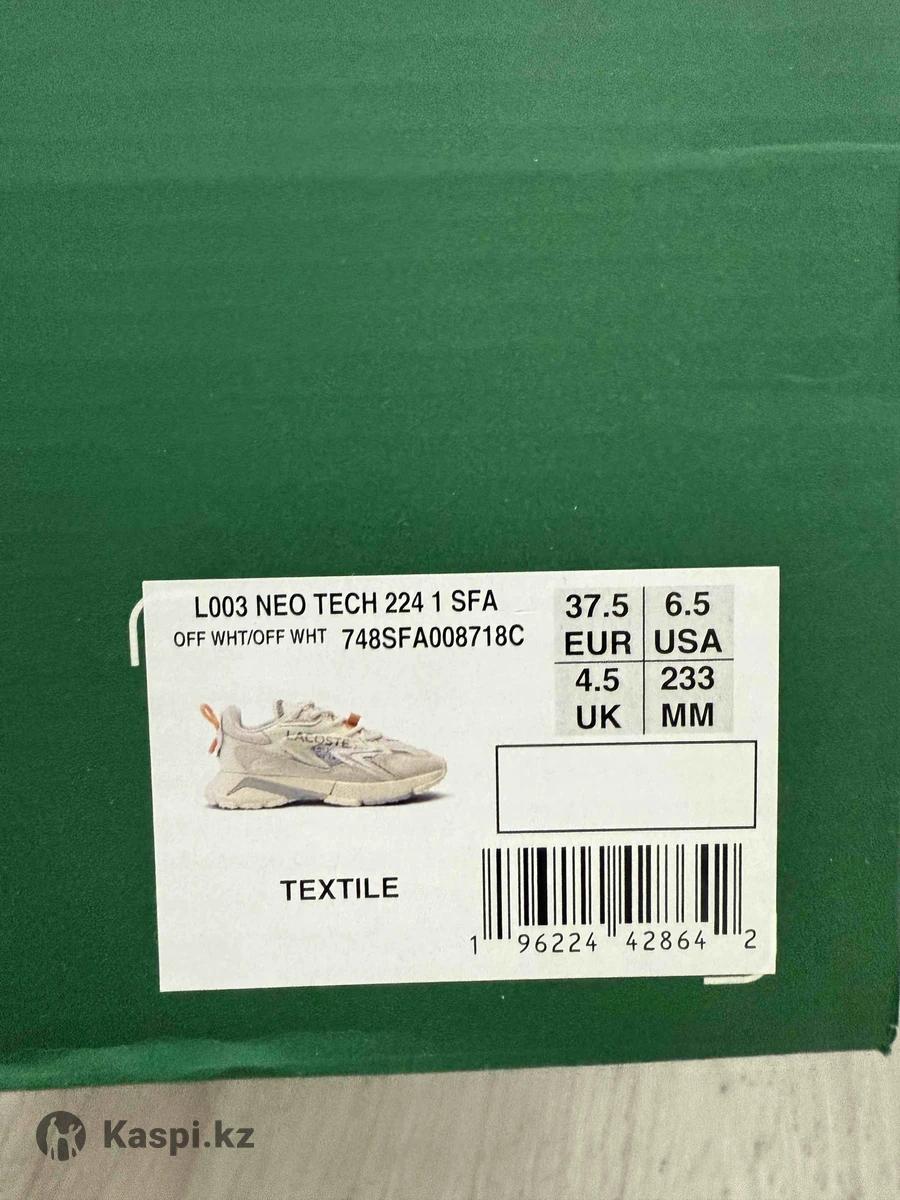 L003 NEO TECH 224 1 SFA
OFF WHT/OFF WHT 748SFA008718C
37.5 6.5
EUR USA
4.5 233
UK MM
LACOSTE
TEXTILE
1 96224 42864 2
Kaspi.kz